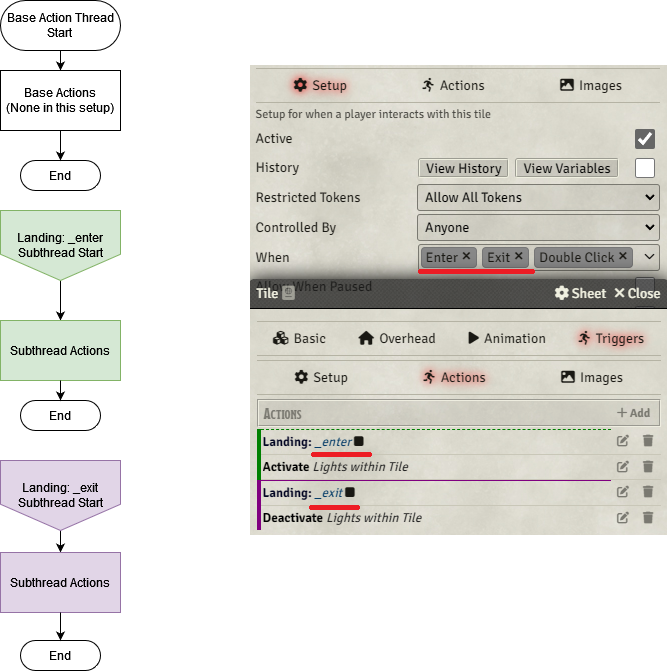 Base Action Thread
Start
Base Actions
(None in this setup)
End
Landing: _enter
Subthread Start
Subthread Actions
End
Landing: _exit
Subthread Start
Subthread Actions
End
Setup Actions Images
Setup for when a player interacts with this tile
Active
History View History View Variables
Restricted Tokens Allow All Tokens
Controlled By Anyone
When Enter × Exit × Double Click ×
Allow When Paused
Tile Sheet × Close
Basic Overhead Animation Triggers
Setup Actions Images
ACTIONS + Add
Landing: _enter
Activate Lights within Tile
Landing: _exit
Deactivate Lights within Tile